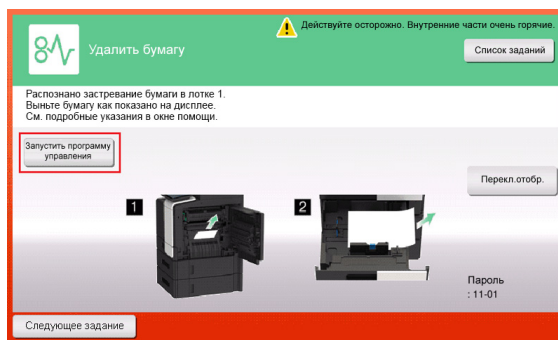 Действуйте осторожно. Внутренние части очень горячие.
Удалить бумагу
Список заданий
Распознано застревание бумаги в лотке 1.
Выньте бумагу как показано на дисплее.
См. подробные указания в окне помощи.
Запустить программу
управления
Перекл.отобр.
1
2
Пароль
: 11-01
Следующее задание